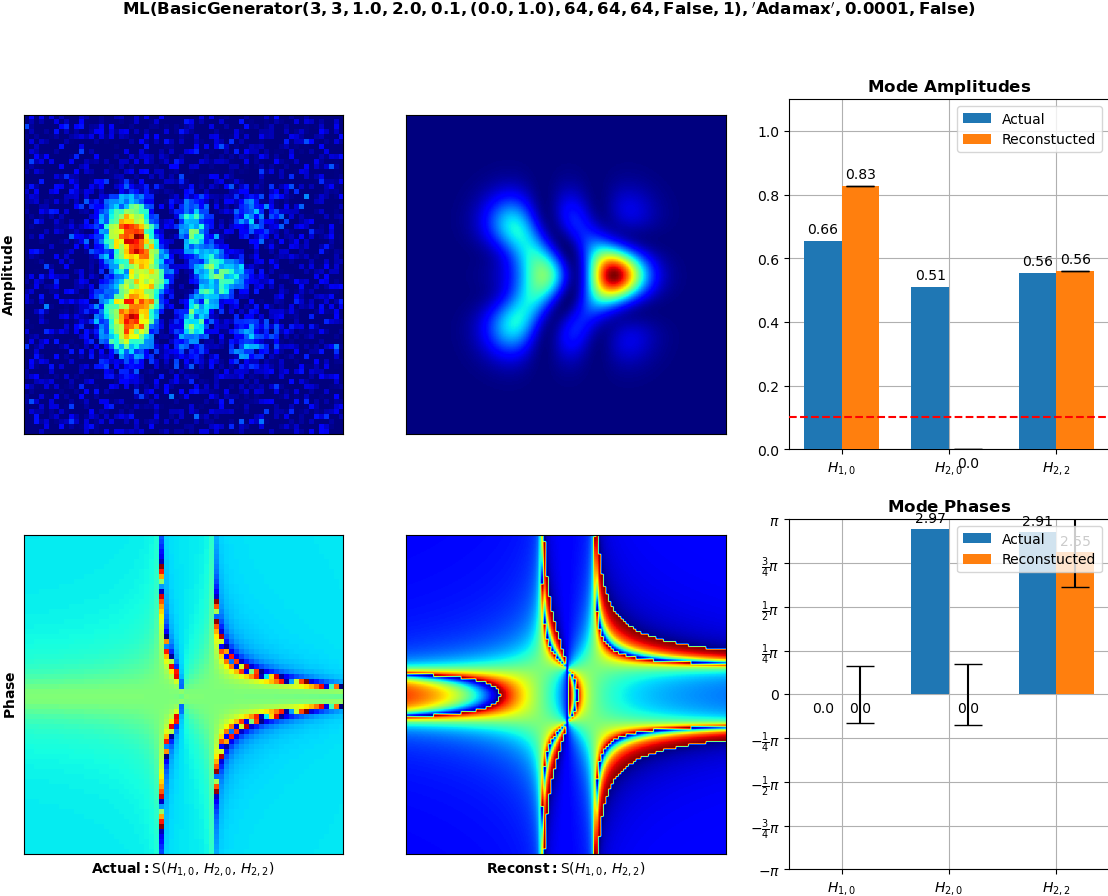 ML(BasicGenerator(3, 3, 1.0, 2.0, 0.1, (0.0, 1.0), 64, 64, 64, False, 1), ′Adamax′, 0.0001, False)
Amplitude
Mode Amplitudes
Actual
Reconstucted
1.0
0.8
0.6
0.4
0.2
0.0
0.66
0.83
0.51
0.0
0.56
0.56
H1,0
H2,0
H2,2
Phase
Actual: S(H1,0, H2,0, H2,2)
Reconst: S(H1,0, H2,2)
Mode Phases
Actual
Reconstucted
π
3/4π
1/2π
1/4π
0
−1/4π
−1/2π
−3/4π
−π
0.0
0.0
2.97
0.0
2.91
2.55
H1,0
H2,0
H2,2